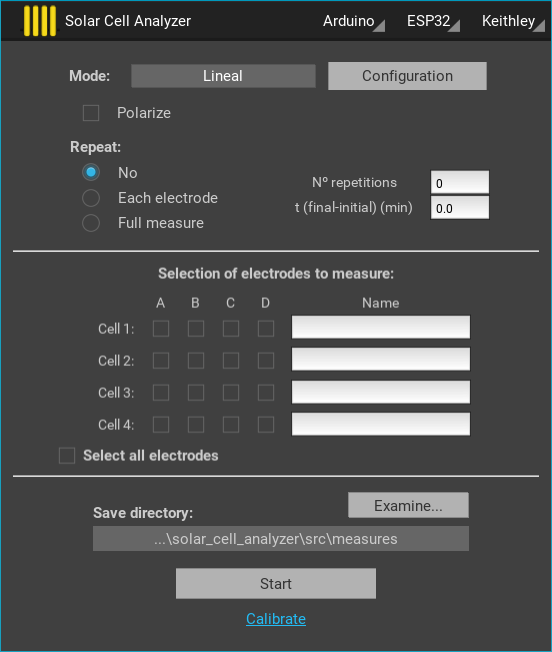 Solar Cell Analyzer Arduino ESP32 Keithley
Mode: Lineal Configuration
Polarize
Repeat:
No
Nº repetitions 0
Each electrode
t (final-initial) (min) 0.0
Full measure
Selection of electrodes to measure:
A B C D Name
Cell 1:
Cell 2:
Cell 3:
Cell 4:
Select all electrodes
Examine...
Save directory:
...\solar_cell_analyzer\src\measures
Start
Calibrate